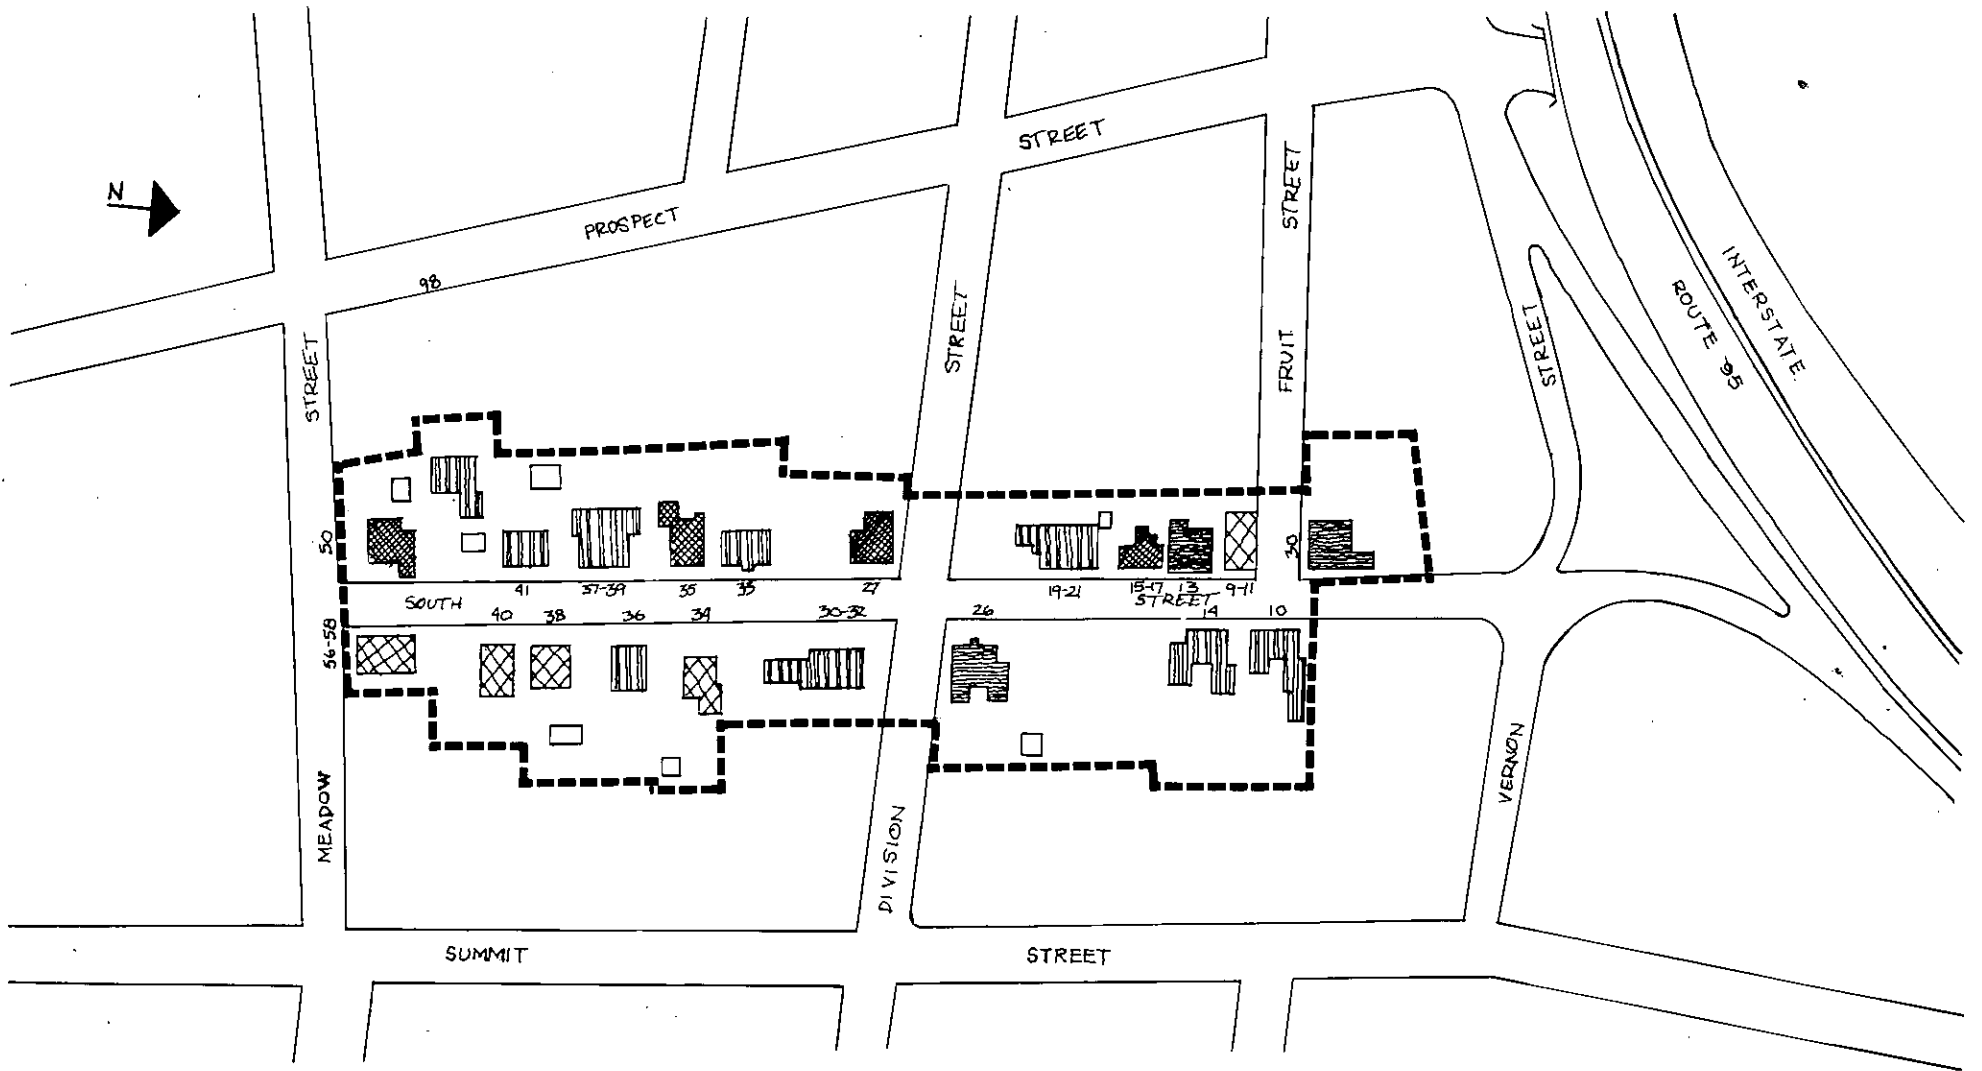 N
STREET
STREET
PROSPECT
98
STREET
STREET
FRUIT
STREET
STREET
INTERSTATE
ROUTE 95
50
30
41
37-39
35
33
27
19-21
15-17
13
9-11
SOUTH
STREET
56-58
40
38
36
34
30-32
26
14
10
MEADOW
DIVISION
VERNON
SUMMIT
STREET